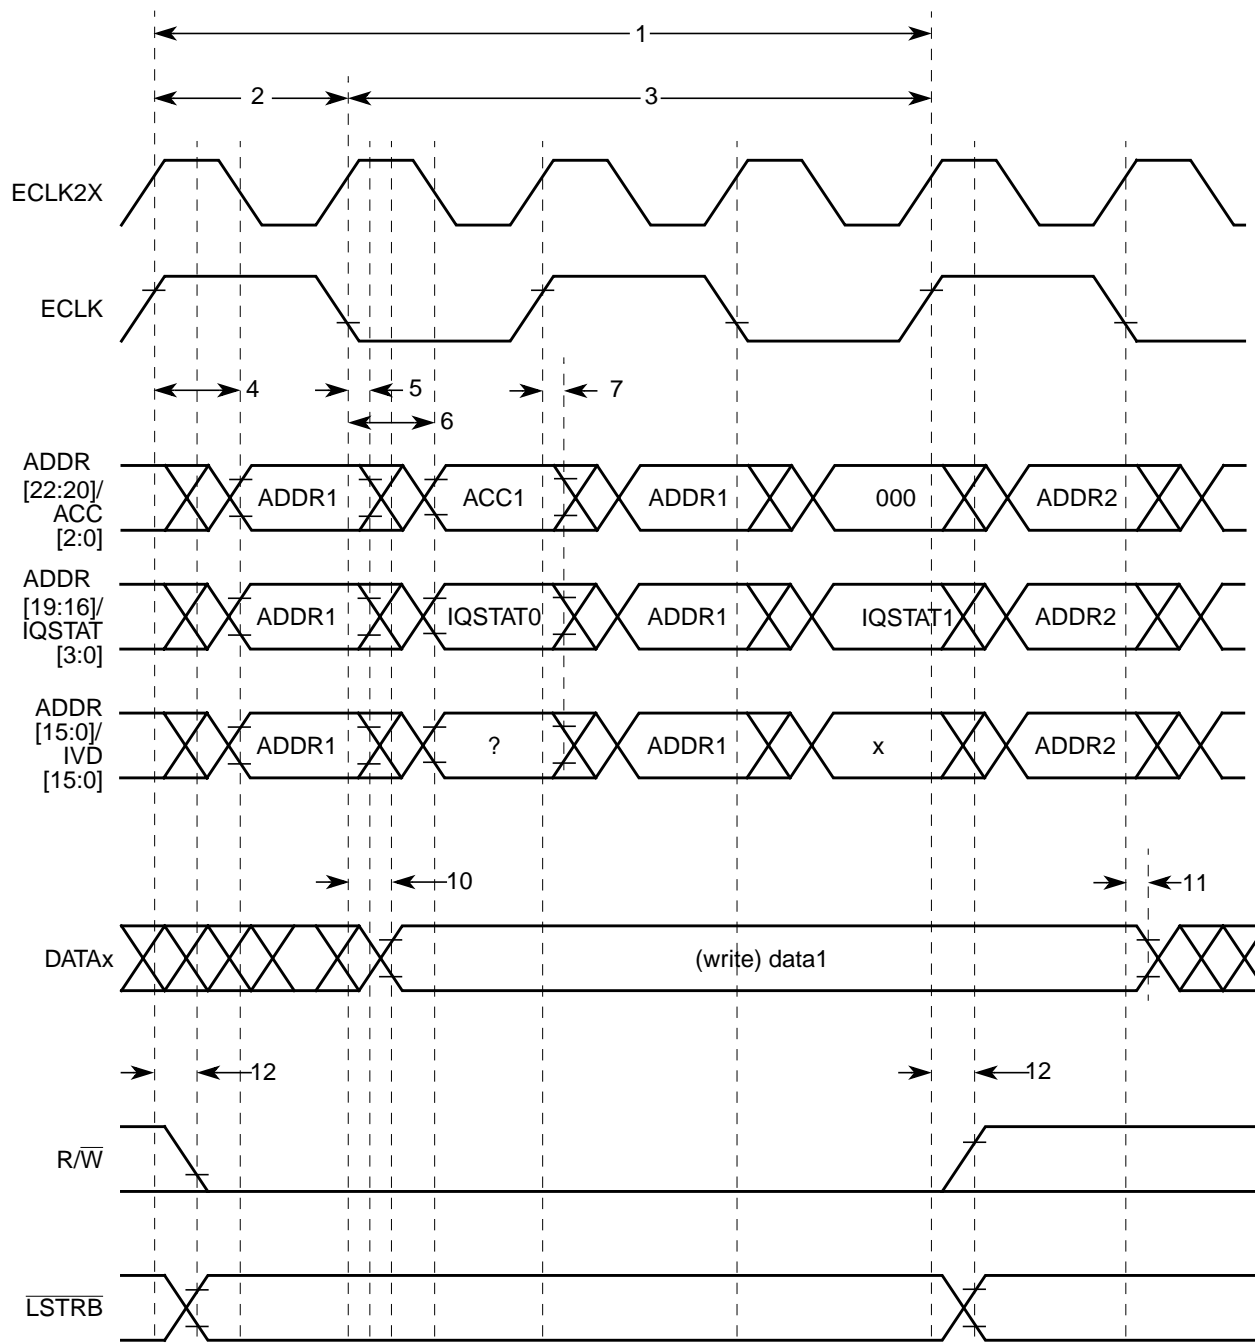 1
2
3
ECLK2X
ECLK
4
5
7
6
ADDR
[22:20]/
ACC
[2:0]
ADDR1
ACC1
ADDR1
000
ADDR2
ADDR
[19:16]/
IQSTAT
[3:0]
ADDR1
IQSTAT0
ADDR1
IQSTAT1
ADDR2
ADDR
[15:0]/
IVD
[15:0]
ADDR1
?
ADDR1
x
ADDR2
10
11
DATAx
(write) data1
12
12
R/W
LSTRB